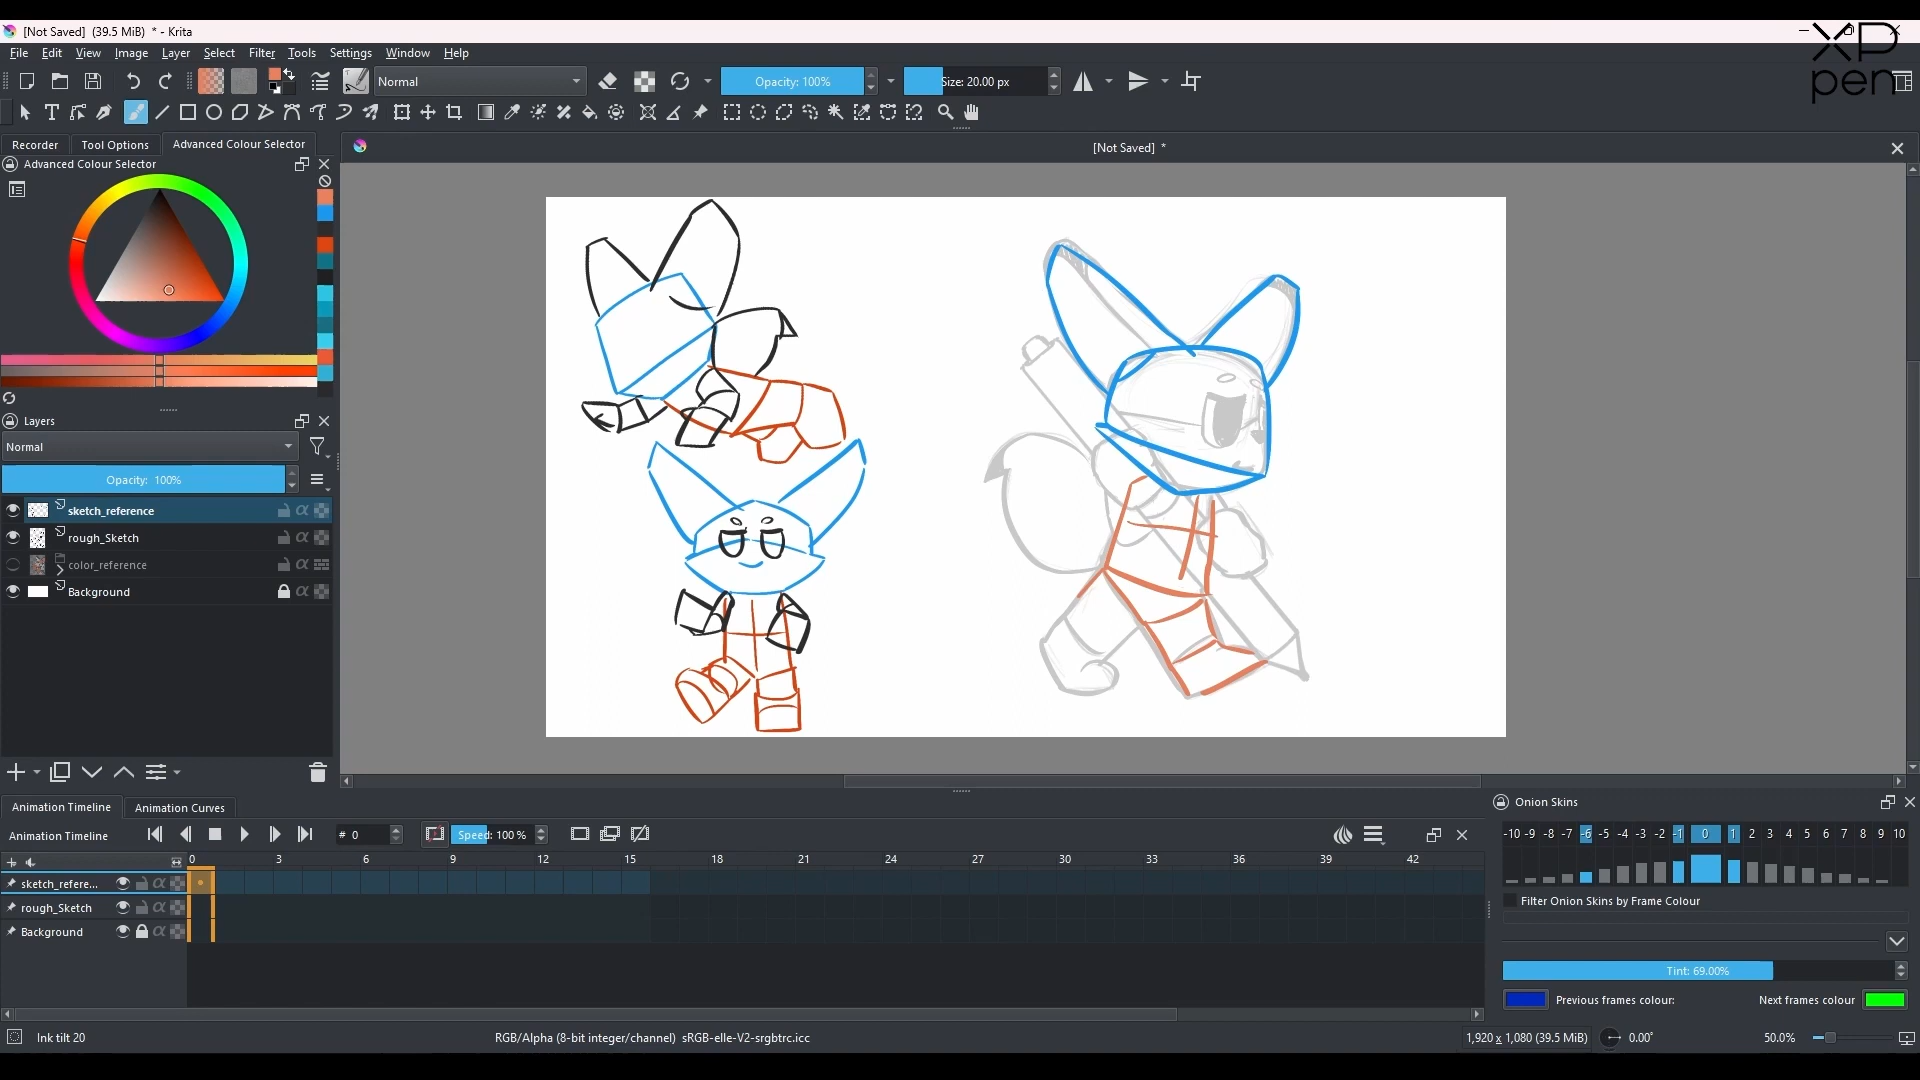 [Not Saved] (39.5 MiB) * - Krita
XP pen
File Edit View Image Layer Select Filter Tools Settings Window Help
Normal Opacity: 100% Size: 20.00 px
Recorder Tool Options Advanced Colour Selector
[Not Saved] *
Advanced Colour Selector
Layers
Normal
Opacity: 100%
sketch_reference
rough_Sketch
color_reference
Background
Animation Timeline Animation Curves
Onion Skins
Animation Timeline # 0 Speed: 100 %
-10 -9 -8 -7 -6 -5 -4 -3 -2 -1 0 1 2 3 4 5 6 7 8 9 10
0 3 6 9 12 15 18 21 24 27 30 33 36 39 42
sketch_refere...
rough_Sketch
Background
Filter Onion Skins by Frame Colour
Tint: 69.00%
Previous frames colour: Next frames colour
Ink tilt 20 RGB/Alpha (8-bit integer/channel) sRGB-elle-V2-srgbtrc.icc 1,920 x 1,080 (39.5 MiB) 0.00° 50.0%